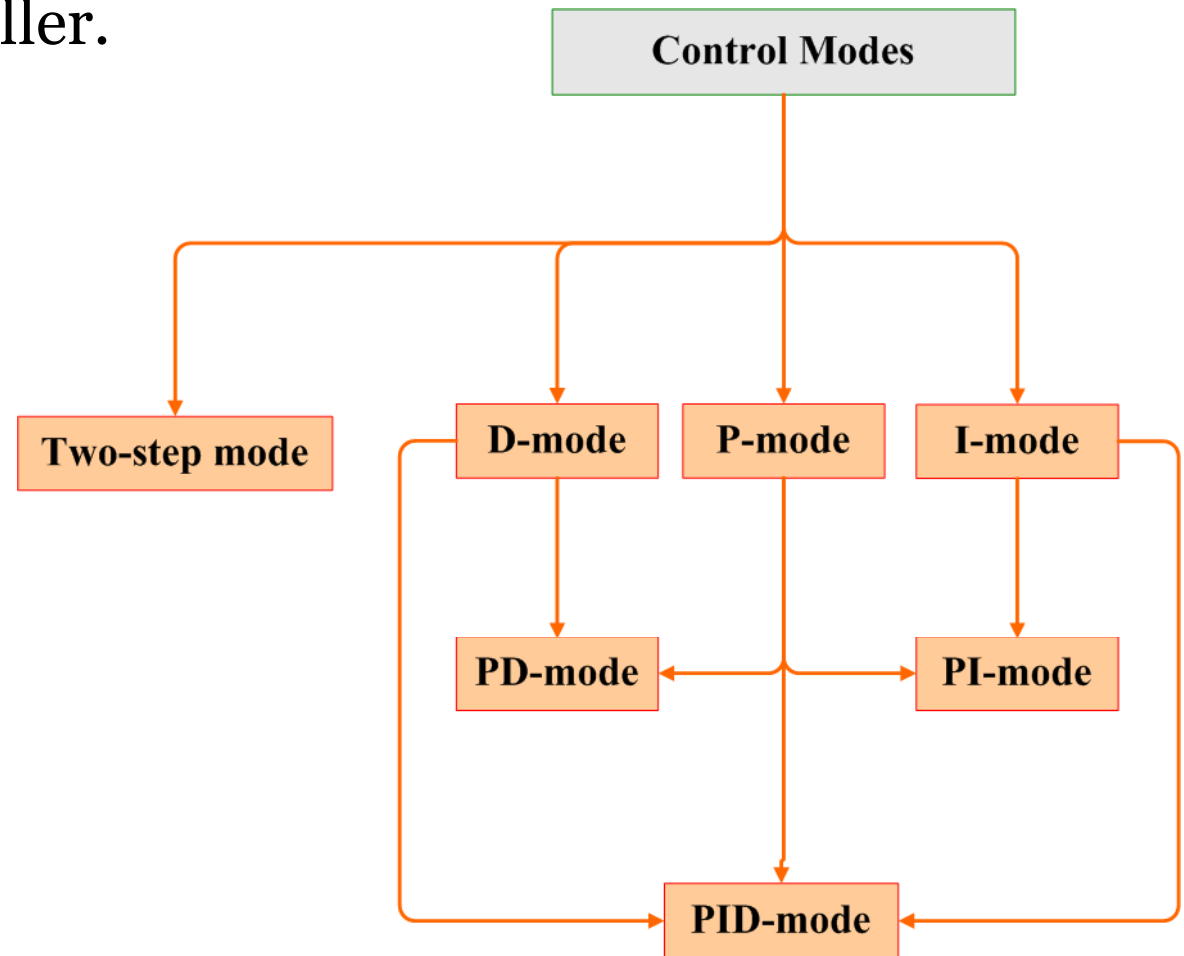 ller.
Control Modes
Two-step mode
D-mode
P-mode
I-mode
PD-mode
PI-mode
PID-mode